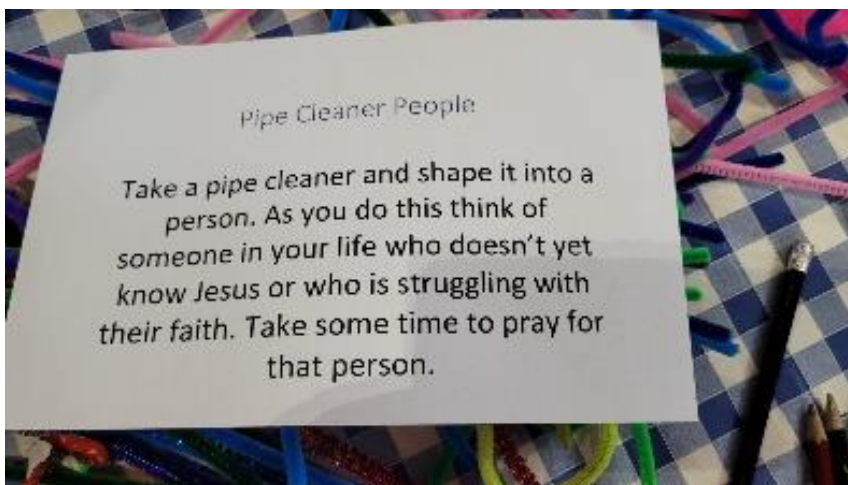 Pipe Cleaner People
Take a pipe cleaner and shape it into a
person. As you do this think of
someone in your life who doesn't yet
know Jesus or who is struggling with
their faith. Take some time to pray for
that person.